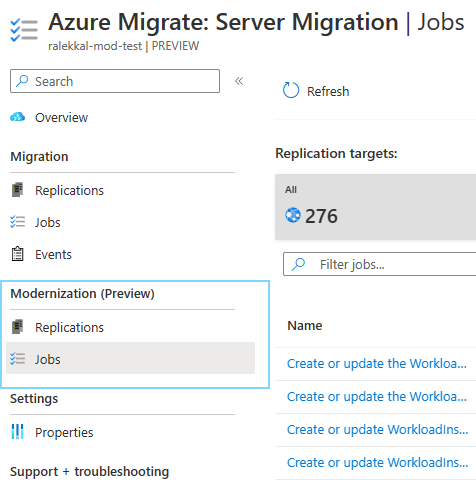 Azure Migrate: Server Migration | Jobs
ralekkal-mod-test | PREVIEW
Search
«
Overview
Migration
Replications
Jobs
Events
Modernization (Preview)
Replications
Jobs
Settings
Properties
Support + troubleshooting
Refresh
Replication targets:
All
276
Filter jobs...
Name
Create or update the Workloa...
Create or update the Workloa...
Create or update WorkloadIns...
Create or update WorkloadIns...